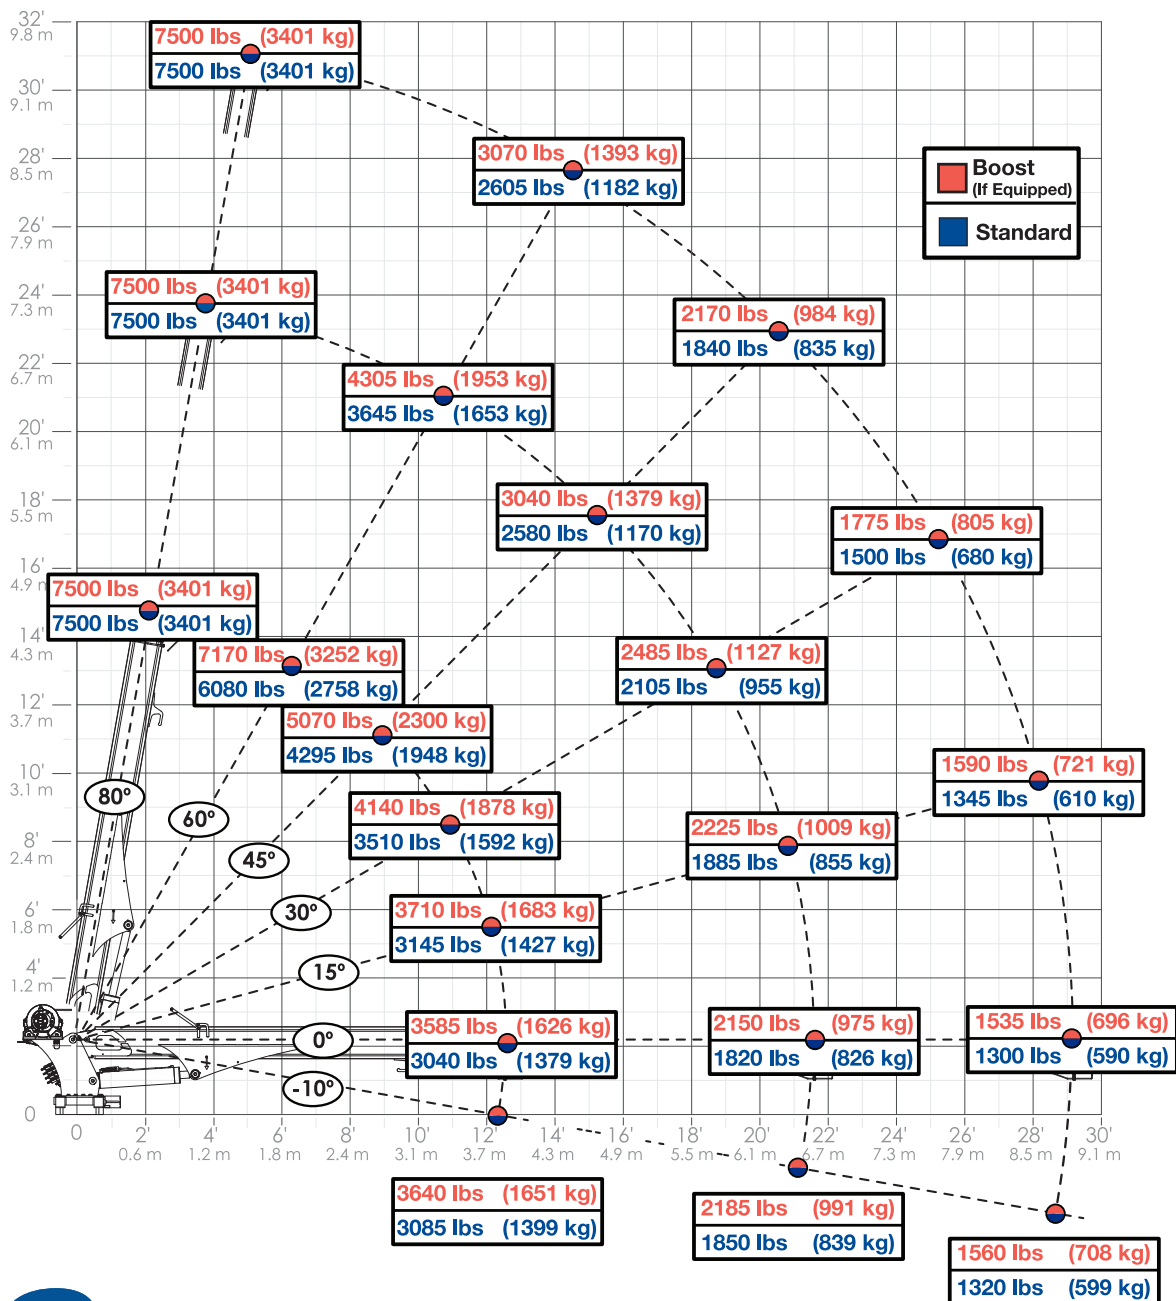 32'
9.8 m
7500 lbs (3401 kg)
7500 lbs (3401 kg)
30'
9.1 m
28'
8.5 m
3070 lbs (1393 kg)
2605 lbs (1182 kg)
Boost
(If Equipped)
Standard
26'
7.9 m
24'
7.3 m
7500 lbs (3401 kg)
7500 lbs (3401 kg)
2170 lbs (984 kg)
1840 lbs (835 kg)
22'
6.7 m
4305 lbs (1953 kg)
3645 lbs (1653 kg)
20'
6.1 m
18'
5.5 m
3040 lbs (1379 kg)
2580 lbs (1170 kg)
1775 lbs (805 kg)
1500 lbs (680 kg)
16'
4.9 m
7500 lbs (3401 kg)
7500 lbs (3401 kg)
14'
4.3 m
7170 lbs (3252 kg)
6080 lbs (2758 kg)
2485 lbs (1127 kg)
2105 lbs (955 kg)
12'
3.7 m
5070 lbs (2300 kg)
4295 lbs (1948 kg)
10'
3.1 m
1590 lbs (721 kg)
1345 lbs (610 kg)
80º
60º
4140 lbs (1878 kg)
3510 lbs (1592 kg)
8'
2.4 m
45º
2225 lbs (1009 kg)
1885 lbs (855 kg)
6'
1.8 m
30º
3710 lbs (1683 kg)
3145 lbs (1427 kg)
4'
1.2 m
15º
0º
3585 lbs (1626 kg)
3040 lbs (1379 kg)
2150 lbs (975 kg)
1820 lbs (826 kg)
1535 lbs (696 kg)
1300 lbs (590 kg)
-10º
0
0 2' 4' 6' 8' 10' 12' 14' 16' 18' 20' 22' 24' 26' 28' 30'
0.6 m 1.2 m 1.8 m 2.4 m 3.1 m 3.7 m 4.3 m 4.9 m 5.5 m 6.1 m 6.7 m 7.3 m 7.9 m 8.5 m 9.1 m
3640 lbs (1651 kg)
3085 lbs (1399 kg)
2185 lbs (991 kg)
1850 lbs (839 kg)
1560 lbs (708 kg)
1320 lbs (599 kg)